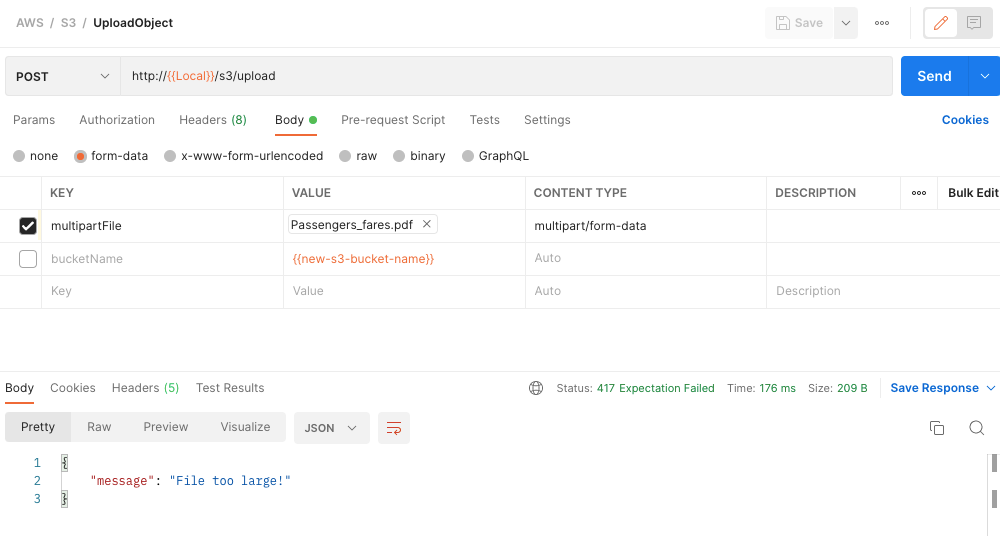 AWS / S3 / UploadObject
Save
POST
http://{{Local}}/s3/upload
Send
Params Authorization Headers (8) Body Pre-request Script Tests Settings Cookies
none form-data x-www-form-urlencoded raw binary GraphQL
KEY VALUE CONTENT TYPE DESCRIPTION Bulk Edit
multipartFile Passengers_fares.pdf multipart/form-data
bucketName {{new-s3-bucket-name}} Auto
Key Value Auto Description
Body Cookies Headers (5) Test Results Status: 417 Expectation Failed Time: 176 ms Size: 209 B Save Response
Pretty Raw Preview Visualize JSON
1 {
2 "message": "File too large!"
3 }